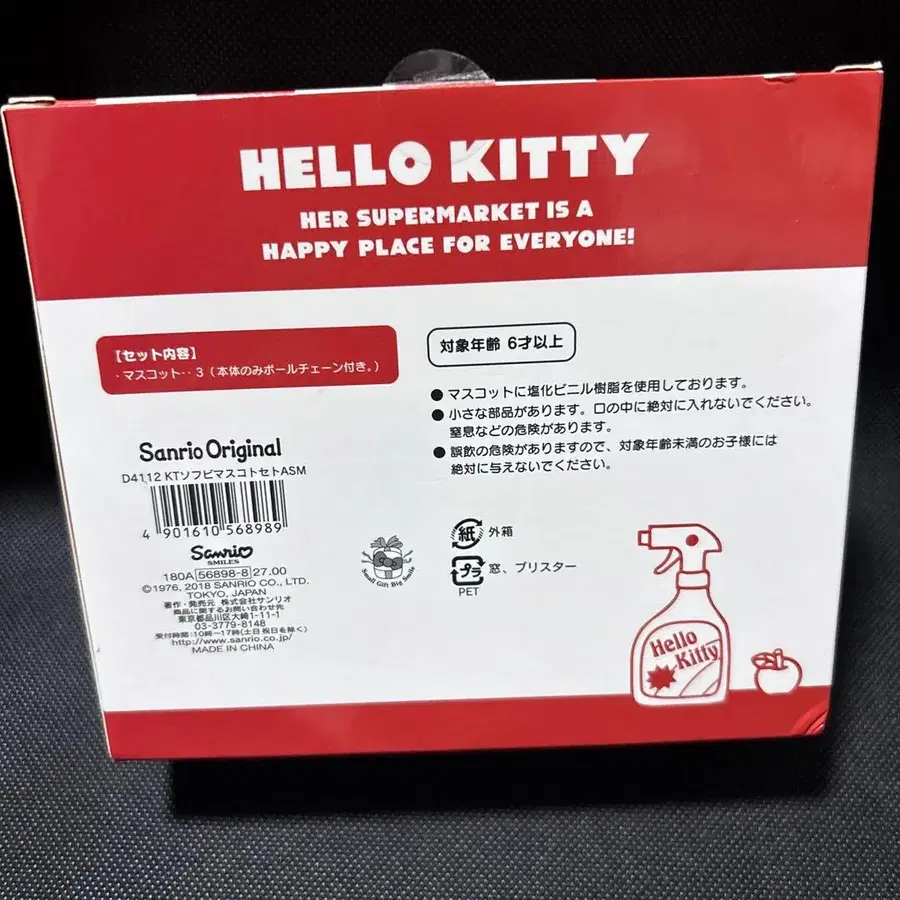 HELLO KITTY
HER SUPERMARKET IS A
HAPPY PLACE FOR EVERYONE!
【セット内容】
・マスコット‥3（本体のみボールチェーン付き。）
対象年齢 6才以上
● マスコットに塩化ビニル樹脂を使用しております。
● 小さな部品があります。口の中に絶対に入れないでください。
窒息などの危険があります。
● 誤飲の危険がありますので、対象年齢未満のお子様には
絶対に与えないでください。
Sanrio Original
D4112 KTソフビマスコトセトASM
4 901610 568989
Sanrio
SMILES
180A 56898-8 27.00
©1976, 2018 SANRIO CO., LTD.
TOKYO, JAPAN
著作・発売元 株式会社サンリオ
商品に関するお問い合わせ先
東京都品川区大崎1-11-1
03-3779-8148
受付時間:10時〜17時(土日祝日を除く)
http://www.sanrio.co.jp/
MADE IN CHINA
Small Gift Big Smile
紙 外箱
プラ 窓、ブリスター
PET
Hello
Kitty